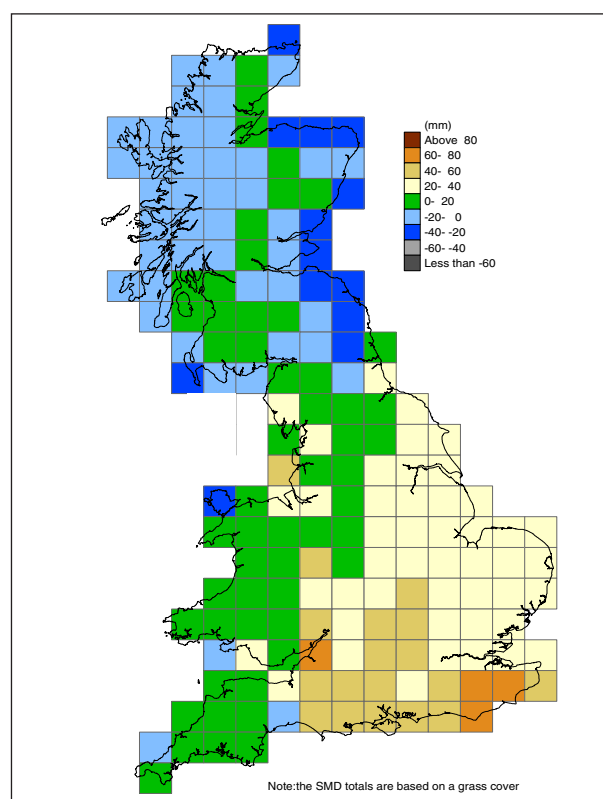 (mm)
Above 80
60- 80
40- 60
20- 40
0- 20
-20- 0
-40- -20
-60- -40
Less than -60
Note:the SMD totals are based on a grass cover